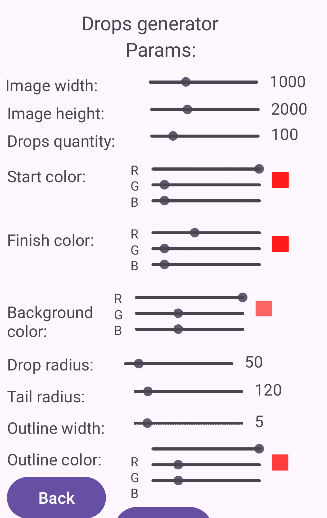 Drops generator
Params:
Image width: 1000
Image height: 2000
Drops quantity: 100
Start color:
R
G
B
Finish color:
R
G
B
Background
color:
R
G
B
Drop radius: 50
Tail radius: 120
Outline width: 5
Outline color:
R
G
B
Back